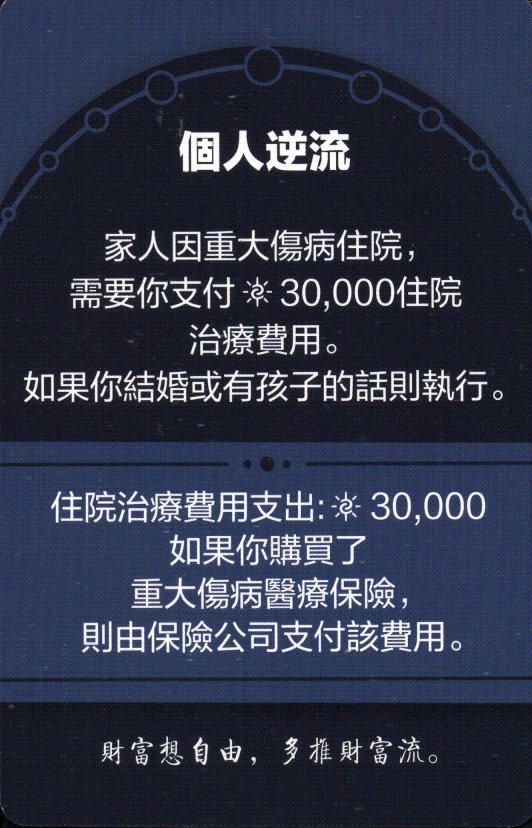 個人逆流
家人因重大傷病住院，
需要你支付 30,000住院
治療費用。
如果你結婚或有孩子的話則執行。
住院治療費用支出: 30,000
如果你購買了
重大傷病醫療保險，
則由保險公司支付該費用。
財富想自由，多推財富流。